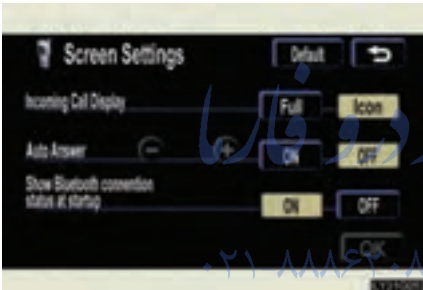 Screen Settings
Default
Incoming Call Display
Full
Icon
Auto Answer
ON
OFF
Show Bluetooth connection
status at startup
ON
OFF
OK